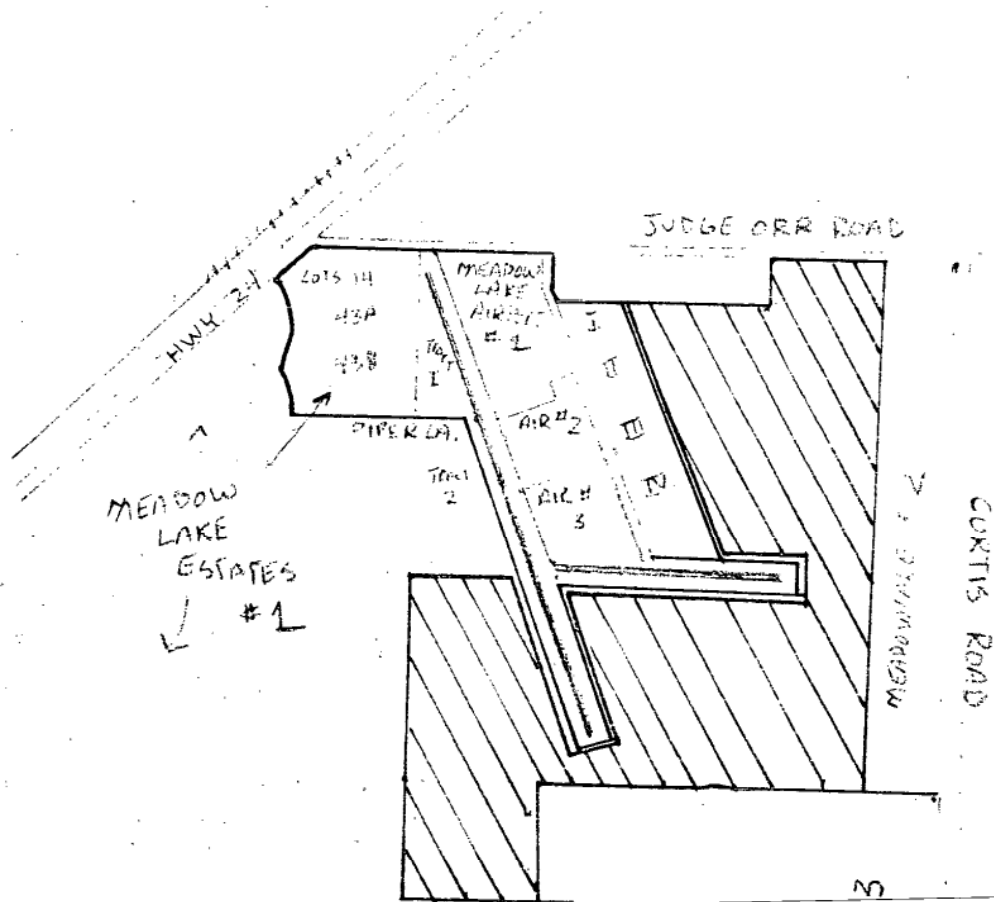 JUDGE ORR ROAD
HWY 24
LOTS 14
43A
43B
MEADOW
LAKE
# 1
TRACT
1
I
II
III
IV
AIR #2
PIPER LA.
TRACT
2
AIR #
3
MEADOW
LAKE
ESTATES
# 1
CURTIS ROAD
3